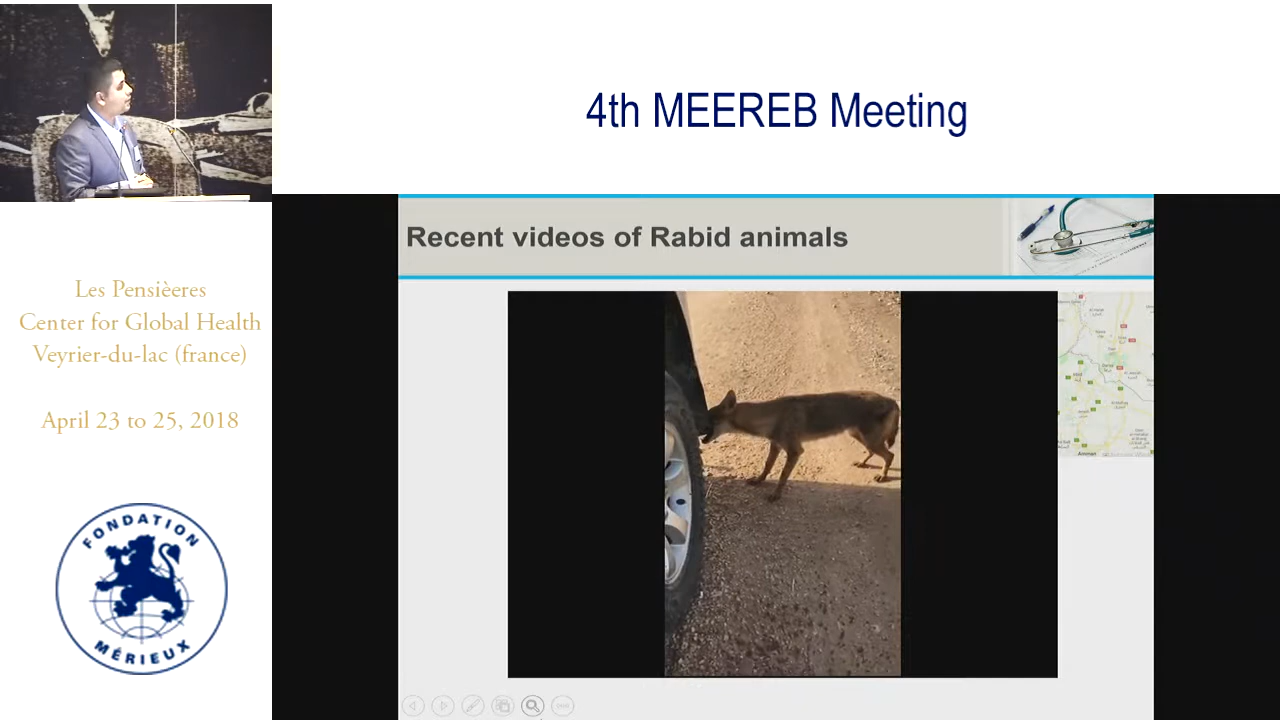 4th MEEREB Meeting
Recent videos of Rabid animals
Les Pensièeres
Center for Global Health
Veyrier-du-lac (france)
April 23 to 25, 2018
FONDATION
MÉRIEUX
Amman